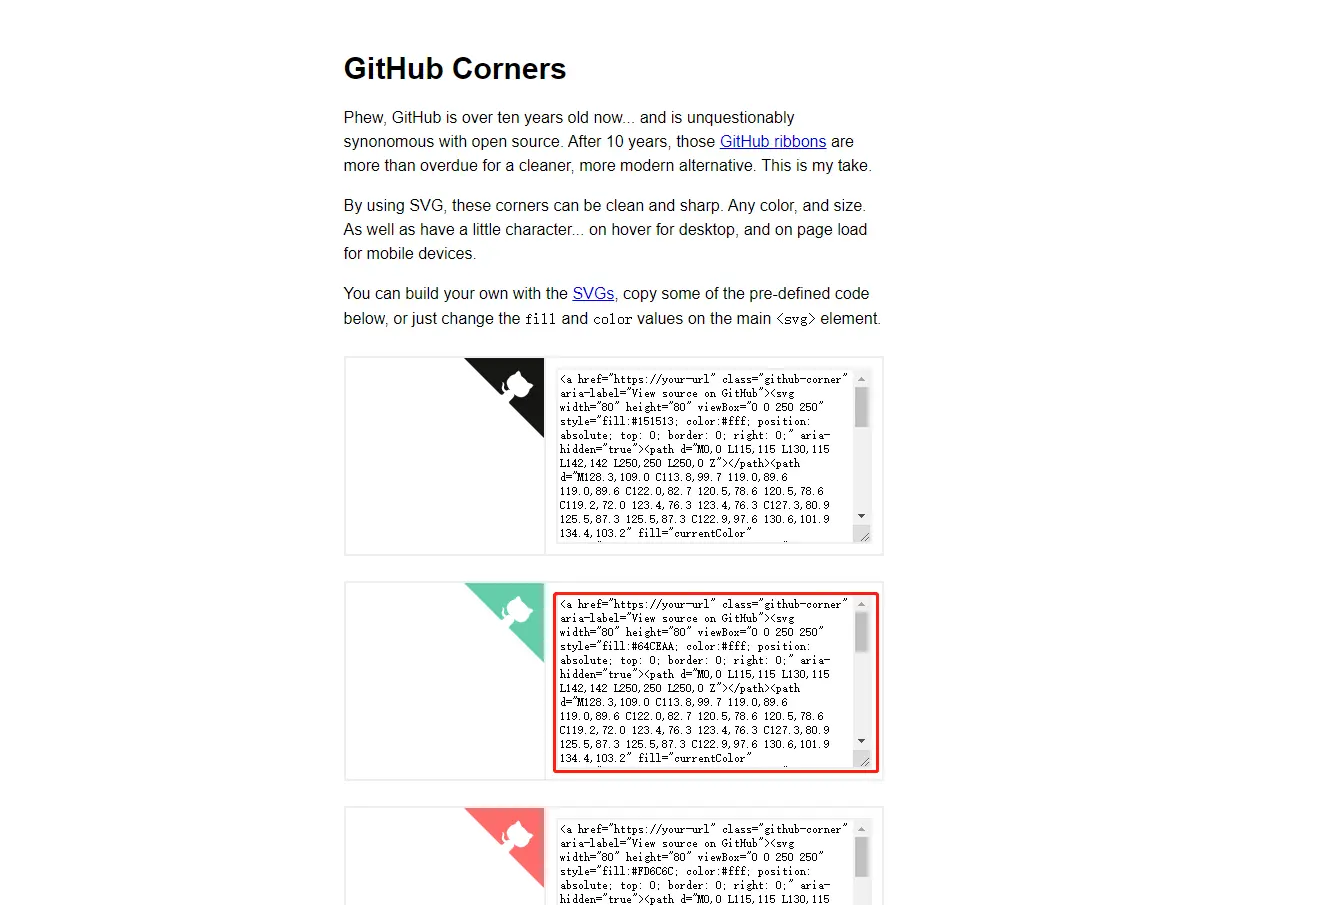 GitHub Corners
Phew, GitHub is over ten years old now... and is unquestionably
synonomous with open source. After 10 years, those GitHub ribbons are
more than overdue for a cleaner, more modern alternative. This is my take.
By using SVG, these corners can be clean and sharp. Any color, and size.
As well as have a little character... on hover for desktop, and on page load
for mobile devices.
You can build your own with the SVGs, copy some of the pre-defined code
below, or just change the fill and color values on the main <svg> element.
<a href="https://your-url" class="github-corner"
aria-label="View source on GitHub"><svg
width="80" height="80" viewBox="0 0 250 250"
style="fill:#151513; color:#fff; position:
absolute; top: 0; border: 0; right: 0;" aria-
hidden="true"><path d="M0,0 L115,115 L130,115
L142,142 L250,250 L250,0 Z"></path><path
d="M128.3,109.0 C113.8,99.7 119.0,89.6
119.0,89.6 C122.0,82.7 120.5,78.6 120.5,78.6
C119.2,72.0 123.4,76.3 123.4,76.3 C127.3,80.9
125.5,87.3 125.5,87.3 C122.9,97.6 130.6,101.9
134.4,103.2" fill="currentColor"
<a href="https://your-url" class="github-corner"
aria-label="View source on GitHub"><svg
width="80" height="80" viewBox="0 0 250 250"
style="fill:#64CEAA; color:#fff; position:
absolute; top: 0; border: 0; right: 0;" aria-
hidden="true"><path d="M0,0 L115,115 L130,115
L142,142 L250,250 L250,0 Z"></path><path
d="M128.3,109.0 C113.8,99.7 119.0,89.6
119.0,89.6 C122.0,82.7 120.5,78.6 120.5,78.6
C119.2,72.0 123.4,76.3 123.4,76.3 C127.3,80.9
125.5,87.3 125.5,87.3 C122.9,97.6 130.6,101.9
134.4,103.2" fill="currentColor"
<a href="https://your-url" class="github-corner"
aria-label="View source on GitHub"><svg
width="80" height="80" viewBox="0 0 250 250"
style="fill:#FD6C6C; color:#fff; position:
absolute; top: 0; border: 0; right: 0;" aria-
hidden="true"><path d="M0,0 L115,115 L130,115